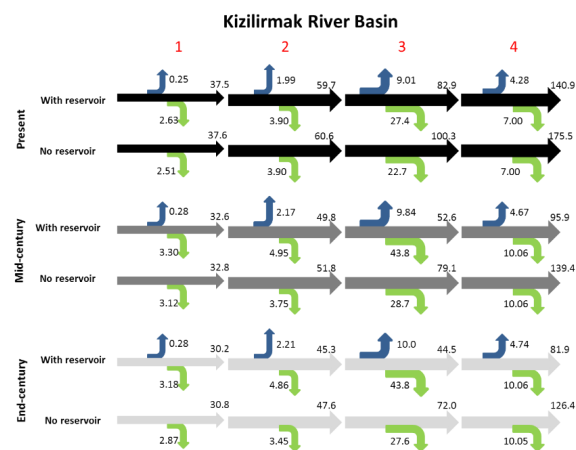 Kizilirmak River Basin
1 2 3 4
Present
With reservoir
0.25 37.5 1.99 59.7 9.01 82.9 4.28 140.9
2.63 3.90 27.4 7.00
No reservoir
37.6 60.6 100.3 175.5
2.51 3.90 22.7 7.00
Mid-century
With reservoir
0.28 32.6 2.17 49.8 9.84 52.6 4.67 95.9
3.30 4.95 43.8 10.06
No reservoir
32.8 51.8 79.1 139.4
3.12 3.75 28.7 10.06
End-century
With reservoir
0.28 30.2 2.21 45.3 10.0 44.5 4.74 81.9
3.18 4.86 43.8 10.06
No reservoir
30.8 47.6 72.0 126.4
2.87 3.45 27.6 10.05